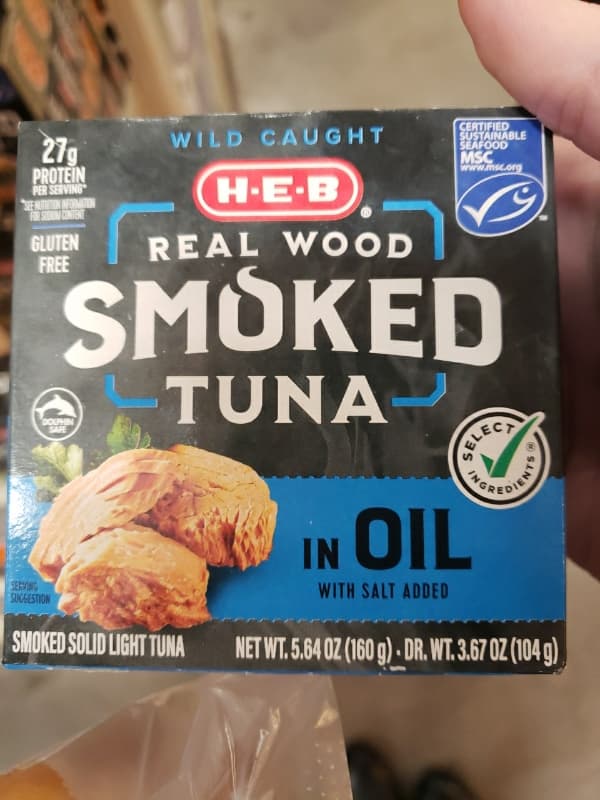 27g
PROTEIN
PER SERVING*
*SEE NUTRITION INFORMATION
FOR SODIUM CONTENT
GLUTEN
FREE
WILD CAUGHT
H-E-B®
REAL WOOD
SMOKED
TUNA
CERTIFIED
SUSTAINABLE
SEAFOOD
MSC
www.msc.org
DOLPHIN
SAFE
SELECT
INGREDIENTS®
IN OIL
WITH SALT ADDED
SERVING
SUGGESTION
SMOKED SOLID LIGHT TUNA
NET WT. 5.64 OZ (160 g) • DR. WT. 3.67 OZ (104 g)